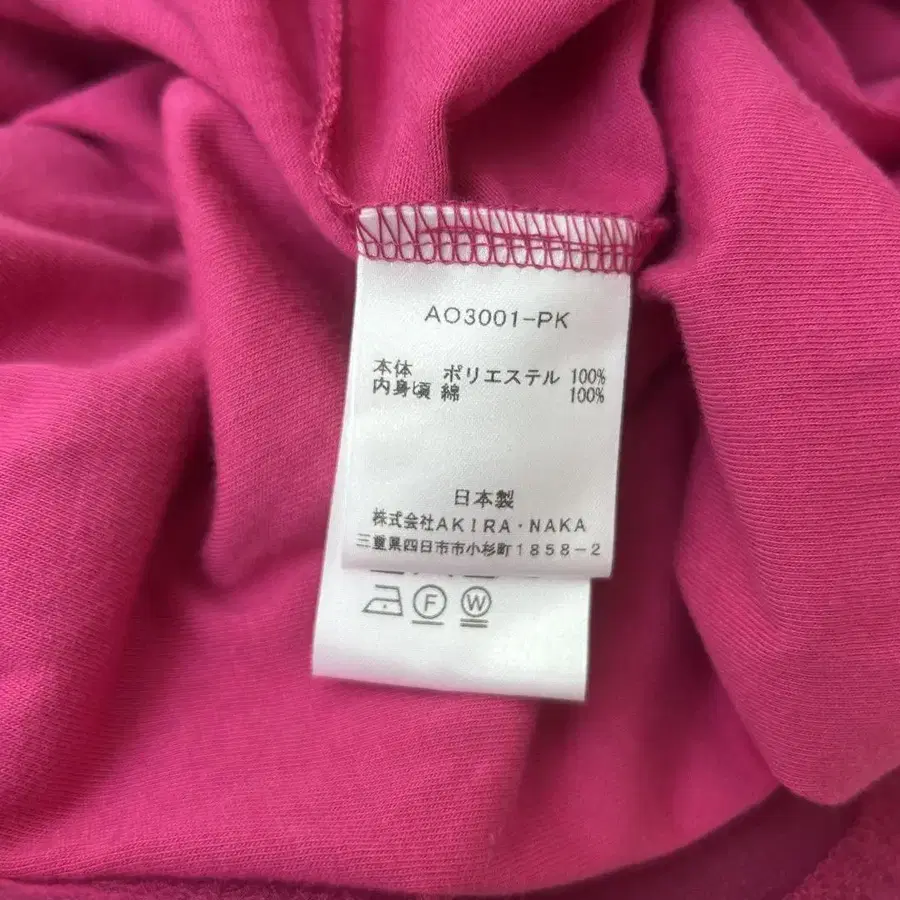 AO3001-PK
本体 ポリエステル 100%
内身頃 綿 100%
日本製
株式会社AKIRA・NAKA
三重県四日市市小杉町1858-2
F W